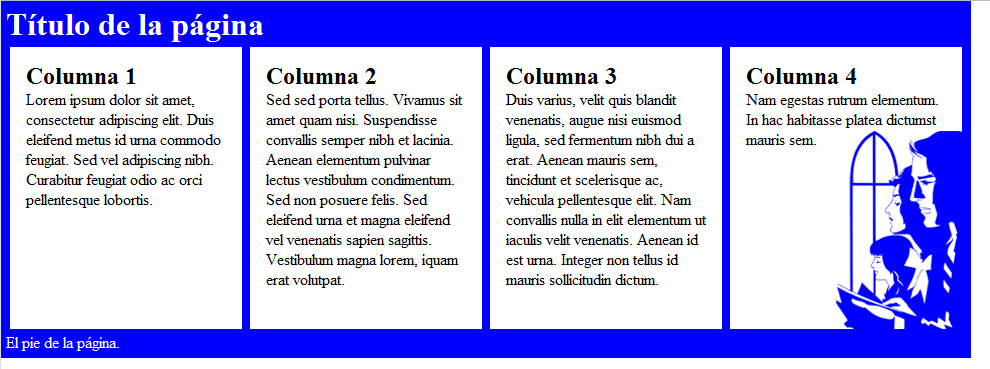 Título de la página
Columna 1
Lorem ipsum dolor sit amet,
consectetur adipiscing elit. Duis
eleifend metus id urna commodo
feugiat. Sed vel adipiscing nibh.
Curabitur feugiat odio ac orci
pellentesque lobortis.
Columna 2
Sed sed porta tellus. Vivamus sit
amet quam nisi. Suspendisse
convallis semper nibh et lacinia.
Aenean elementum pulvinar
lectus vestibulum condimentum.
Sed non posuere felis. Sed
eleifend urna et magna eleifend
vel venenatis sapien sagittis.
Vestibulum magna lorem, iquam
erat volutpat.
Columna 3
Duis varius, velit quis blandit
venenatis, augue nisi euismod
ligula, sed fermentum nibh dui a
erat. Aenean mauris sem,
tincidunt et scelerisque ac,
vehicula pellentesque elit. Nam
convallis nulla in elit elementum ut
iaculis velit venenatis. Aenean id
est urna. Integer non tellus id
mauris sollicitudin dictum.
Columna 4
Nam egestas rutrum elementum.
In hac habitasse platea dictumst
mauris sem.
El pie de la página.